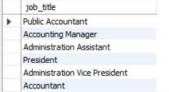 job_title
Public Accountant
Accounting Manager
Administration Assistant
President
Administration Vice President
Accountant